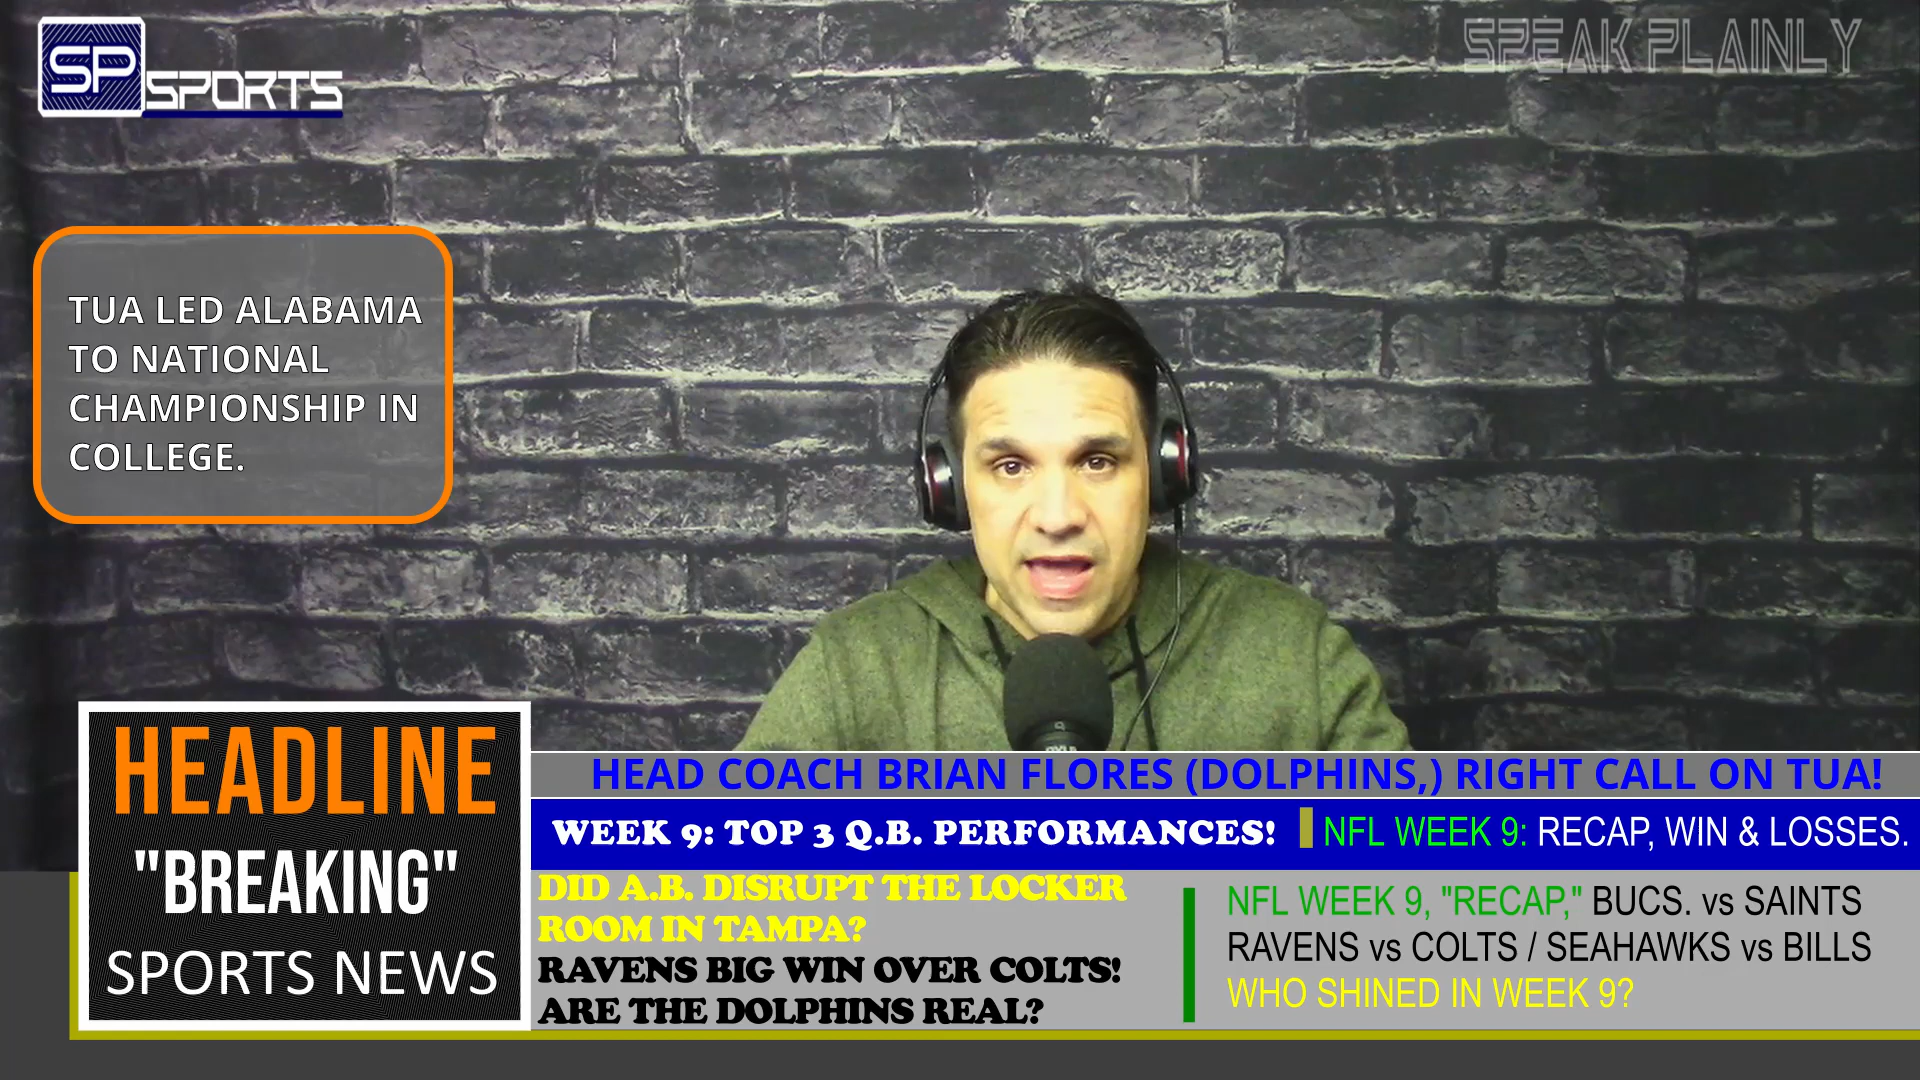 SP SPORTS
SPEAK PLAINLY
TUA LED ALABAMA
TO NATIONAL
CHAMPIONSHIP IN
COLLEGE.
HEADLINE
"BREAKING"
SPORTS NEWS
HEAD COACH BRIAN FLORES (DOLPHINS,) RIGHT CALL ON TUA!
WEEK 9: TOP 3 Q.B. PERFORMANCES!
NFL WEEK 9: RECAP, WIN & LOSSES.
DID A.B. DISRUPT THE LOCKER
ROOM IN TAMPA?
RAVENS BIG WIN OVER COLTS!
ARE THE DOLPHINS REAL?
NFL WEEK 9, "RECAP," BUCS. vs SAINTS
RAVENS vs COLTS / SEAHAWKS vs BILLS
WHO SHINED IN WEEK 9?